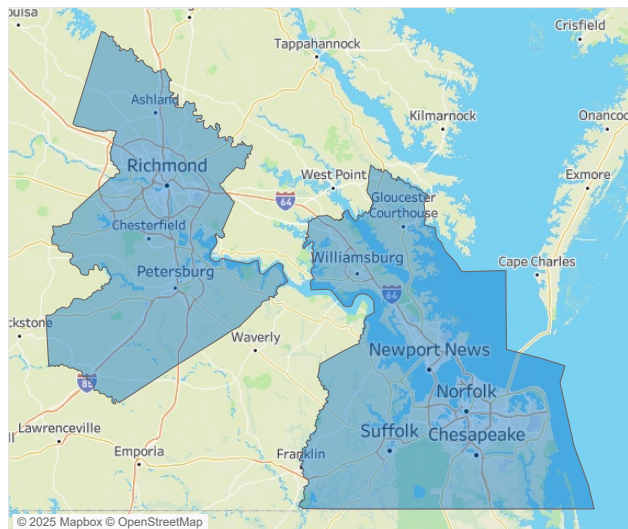 Crisfield
Tappahannock
Onancoc
Ashland
Kilmarnock
Richmond
West Point
Exmore
64
Gloucester
Courthouse
Chesterfield
Williamsburg
Cape Charles
Petersburg
64
ckstone
Waverly
Newport News
85
Norfolk
Lawrenceville
Suffolk
Chesapeake
Emporia
Franklin
© 2025 Mapbox © OpenStreetMap